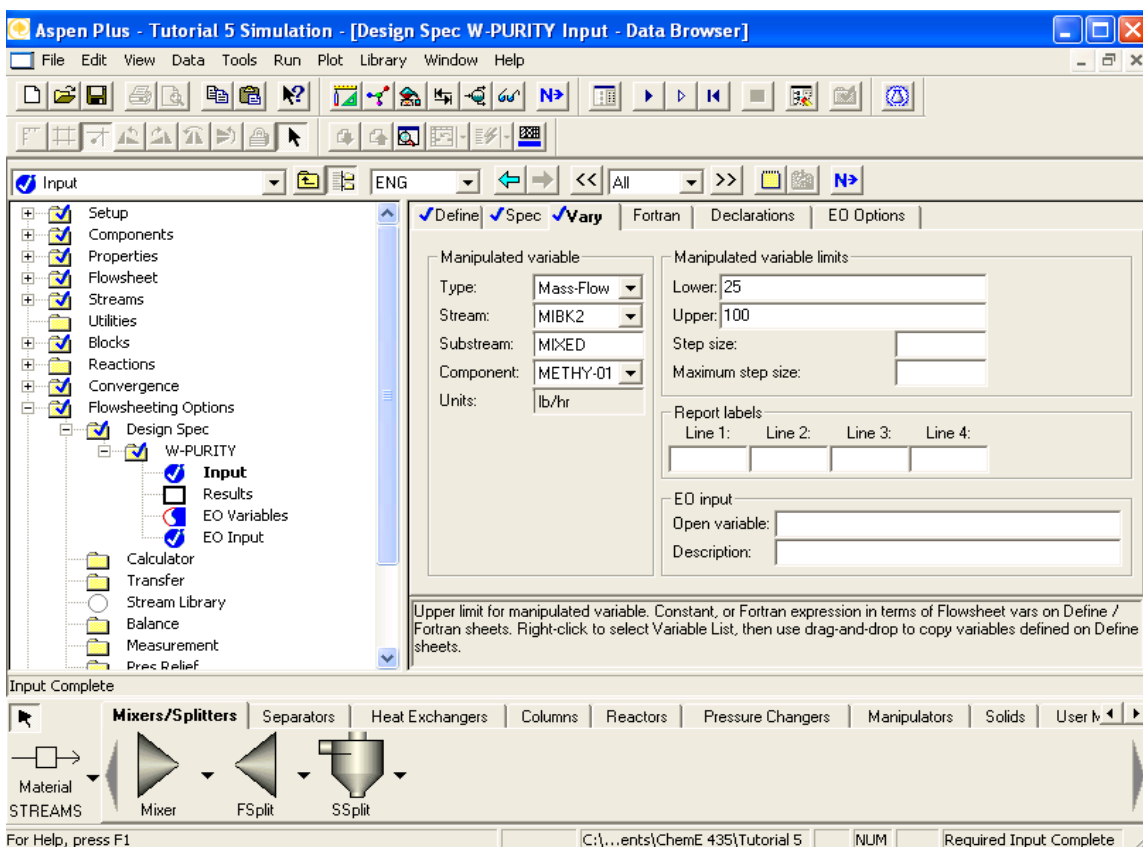 Aspen Plus - Tutorial 5 Simulation - [Design Spec W-PURITY Input - Data Browser]
File Edit View Data Tools Run Plot Library Window Help
N>
Input ENG << All >> N>
Setup
Components
Properties
Flowsheet
Streams
Utilities
Blocks
Reactions
Convergence
Flowsheeting Options
Design Spec
W-PURITY
Input
Results
EO Variables
EO Input
Calculator
Transfer
Stream Library
Balance
Measurement
Pres Relief
Define Spec Vary Fortran Declarations EO Options
Manipulated variable
Type: Mass-Flow
Stream: MIBK2
Substream: MIXED
Component: METHY-01
Units: lb/hr
Manipulated variable limits
Lower: 25
Upper: 100
Step size:
Maximum step size:
Report labels
Line 1: Line 2: Line 3: Line 4:
EO input
Open variable:
Description:
Upper limit for manipulated variable. Constant, or Fortran expression in terms of Flowsheet vars on Define /
Fortran sheets. Right-click to select Variable List, then use drag-and-drop to copy variables defined on Define
sheets.
Input Complete
Mixers/Splitters Separators Heat Exchangers Columns Reactors Pressure Changers Manipulators Solids User M
Material
STREAMS
Mixer FSplit SSplit
For Help, press F1 C:\...ents\ChemE 435\Tutorial 5 NUM Required Input Complete